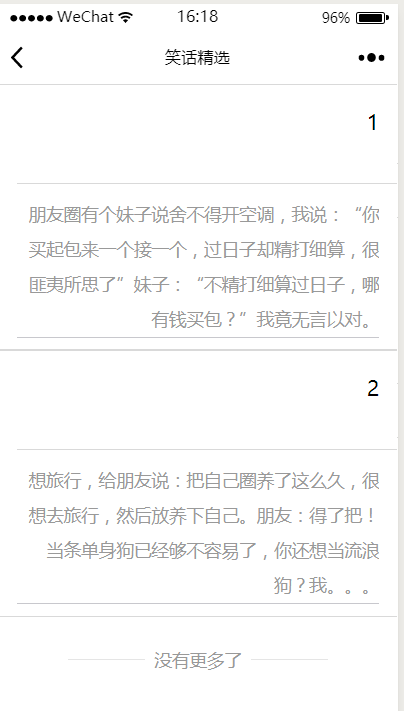 WeChat 16:18 96%
笑话精选
1
朋友圈有个妹子说舍不得开空调，我说：“你
买起包来一个接一个，过日子却精打细算，很
匪夷所思了”妹子：“不精打细算过日子，哪
有钱买包？”我竟无言以对。
2
想旅行，给朋友说：把自己圈养了这么久，很
想去旅行，然后放养下自己。朋友：得了把！
当条单身狗已经够不容易了，你还想当流浪
狗？我。。。
没有更多了